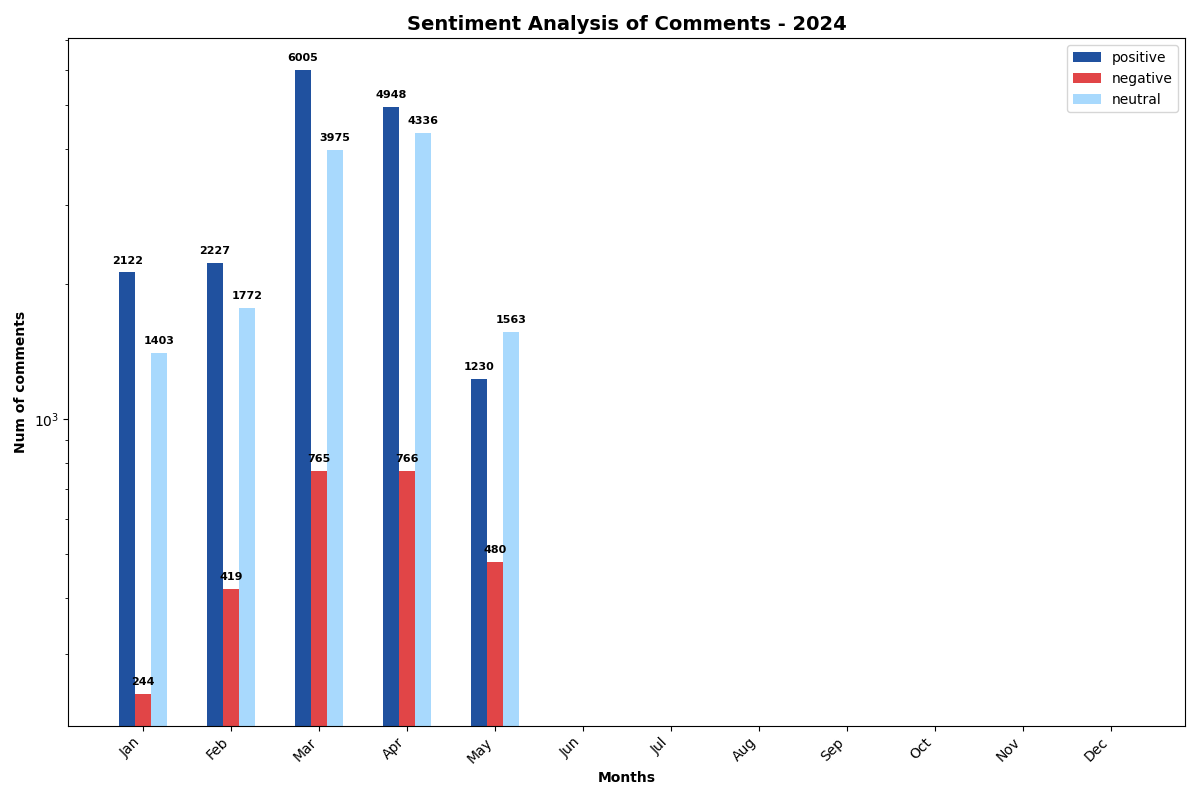 Sentiment Analysis of Comments - 2024
positive
negative
neutral
6005
4948
4336
3975
2227
2122
1772
1563
1403
1230
765
766
480
419
244
10³
Num of comments
Jan
Feb
Mar
Apr
May
Jun
Jul
Aug
Sep
Oct
Nov
Dec
Months